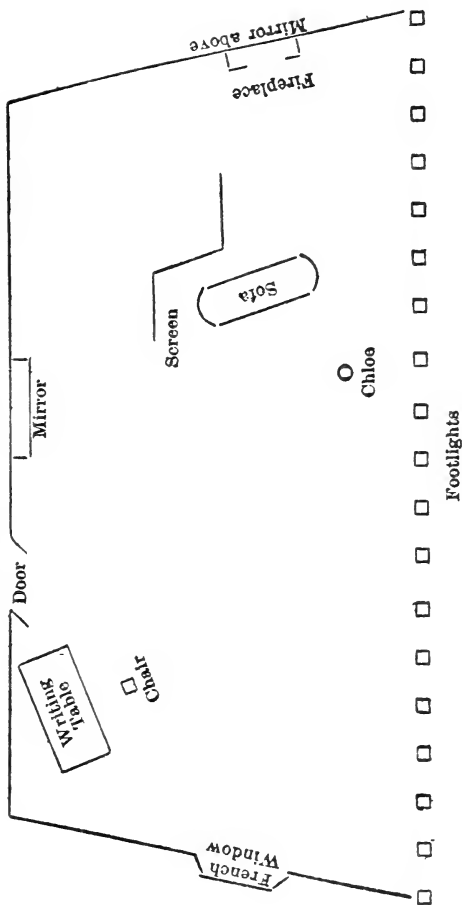 Mirror above
Fireplace
Sofa
Screen
Mirror
Chloe
Footlights
Door
Writing
Table
Chair
French
Window